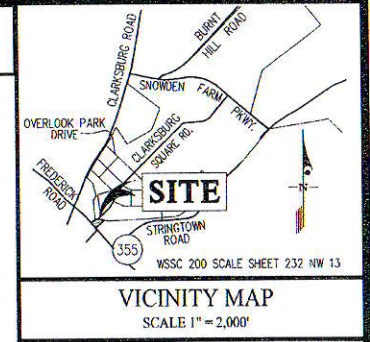 BURNT
HILL ROAD
CLARKSBURG ROAD
SNOWDEN FARM PKWY.
OVERLOOK PARK
DRIVE
CLARKSBURG
SQUARE RD.
FREDERICK
ROAD
SITE
N
STRINGTOWN
ROAD
355
WSSC 200 SCALE SHEET 232 NW 13
VICINITY MAP
SCALE 1" = 2,000'